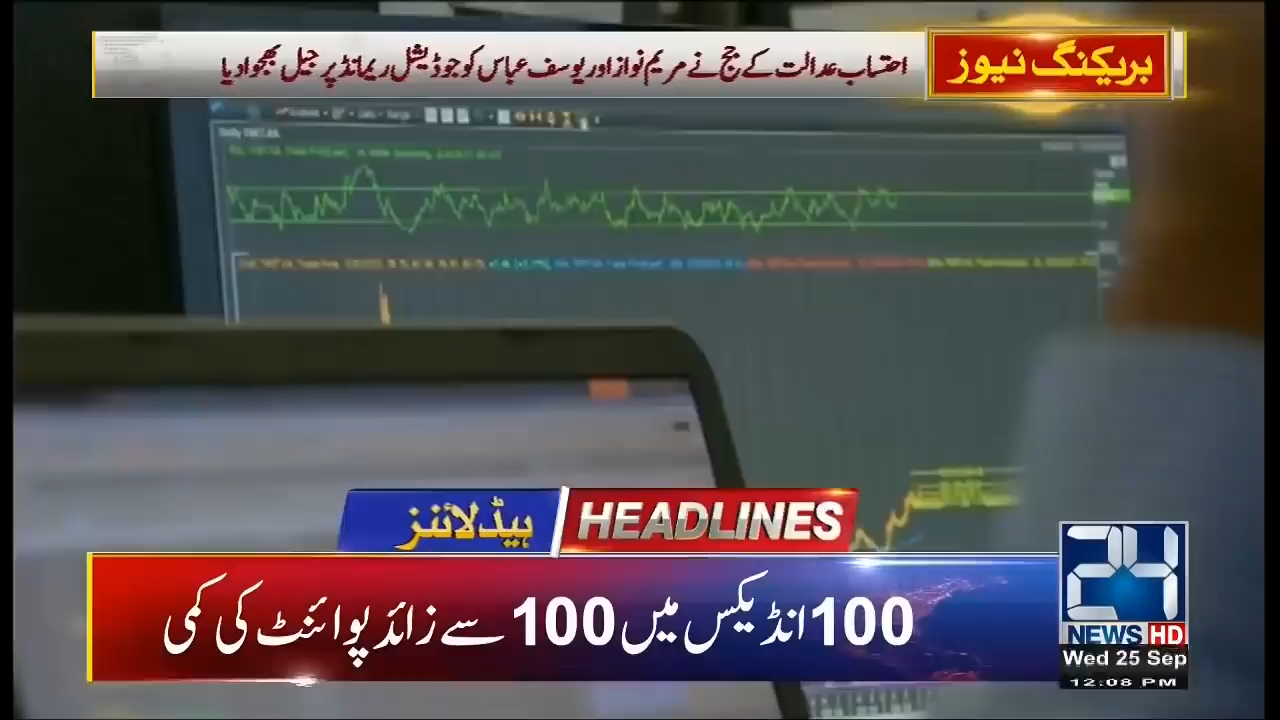 احتساب عدالت کے جج نے مریم نواز اور یوسف عباس کو جوڈیشل ریمانڈ پر جیل بھجوا دیا
بریکنگ نیوز
ہیڈلائنز
HEADLINES
100 انڈیکس میں 100 سے زائد پوائنٹ کی کمی
24
NEWS HD
Wed 25 Sep
12:08 PM